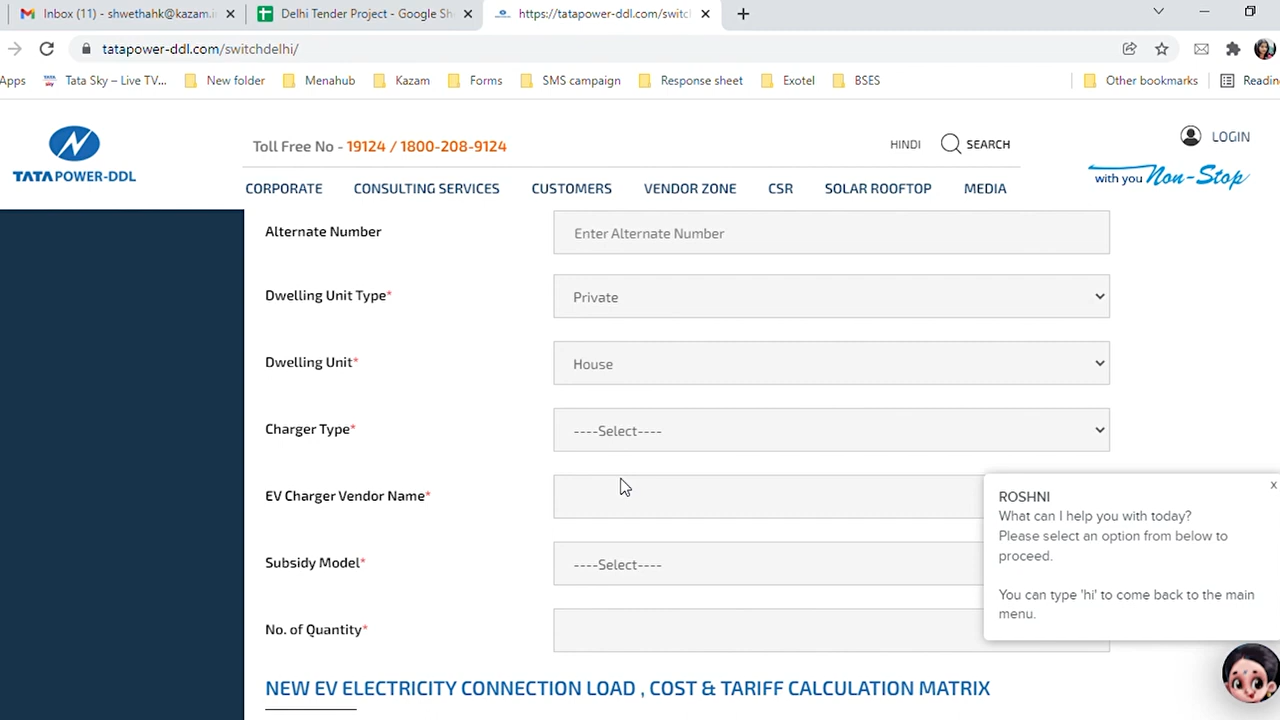 Inbox (11) - shwethahk@kazam.i
Delhi Tender Project - Google Sh
https://tatapower-ddl.com/switch
tatapower-ddl.com/switchdelhi/
Apps
Tata Sky – Live TV...
New folder
Menahub
Kazam
Forms
SMS campaign
Response sheet
Exotel
BSES
Other bookmarks
Readin
TATA POWER-DDL
Toll Free No - 19124 / 1800-208-9124
HINDI
SEARCH
LOGIN
with you Non-Stop
CORPORATE
CONSULTING SERVICES
CUSTOMERS
VENDOR ZONE
CSR
SOLAR ROOFTOP
MEDIA
Alternate Number
Enter Alternate Number
Dwelling Unit Type*
Private
Dwelling Unit*
House
Charger Type*
----Select----
EV Charger Vendor Name*
Subsidy Model*
----Select----
No. of Quantity*
ROSHNI
What can I help you with today?
Please select an option from below to
proceed.
You can type 'hi' to come back to the main
menu.
NEW EV ELECTRICITY CONNECTION LOAD , COST & TARIFF CALCULATION MATRIX